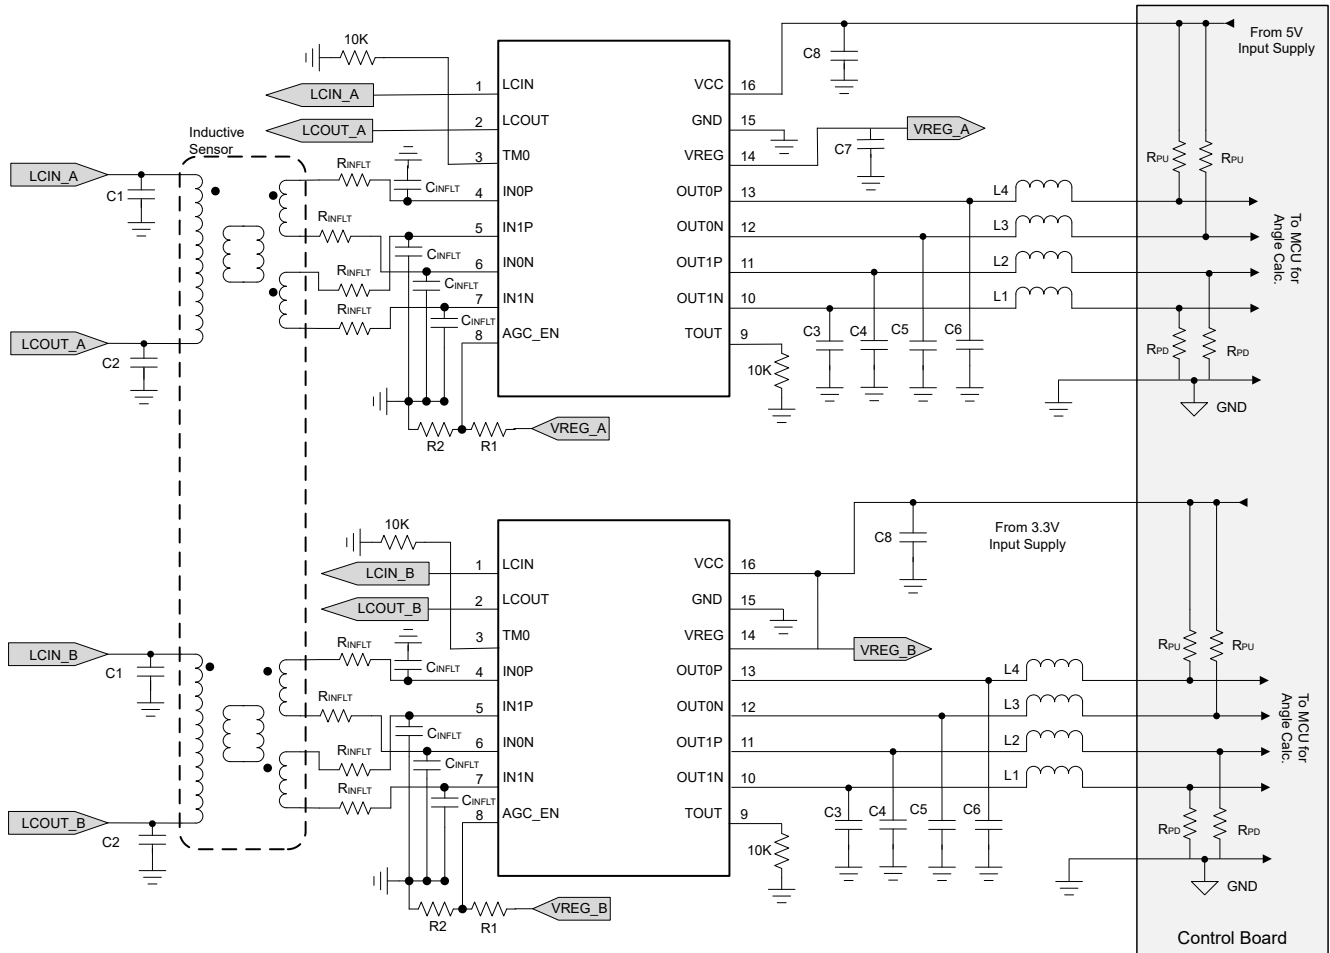 10K
LCIN_A
LCOUT_A
Inductive
Sensor
LCIN_A
C1
LCOUT_A
C2
RINFLT
CINFLT
RINFLT
CINFLT
RINFLT
CINFLT
RINFLT
CINFLT
1 LCIN
2 LCOUT
3 TM0
4 IN0P
5 IN1P
6 IN0N
7 IN1N
8 AGC_EN
VCC 16
GND 15
VREG 14
OUT0P 13
OUT0N 12
OUT1P 11
OUT1N 10
TOUT 9
R2
R1
VREG_A
C8
C7
VREG_A
L4
L3
L2
L1
C3
C4
C5
C6
10K
From 5V
Input Supply
RPU
RPU
To MCU for
Angle Calc.
RPD
RPD
GND
10K
LCIN_B
LCOUT_B
LCIN_B
C1
LCOUT_B
C2
RINFLT
CINFLT
RINFLT
CINFLT
RINFLT
CINFLT
RINFLT
CINFLT
1 LCIN
2 LCOUT
3 TM0
4 IN0P
5 IN1P
6 IN0N
7 IN1N
8 AGC_EN
VCC 16
GND 15
VREG 14
OUT0P 13
OUT0N 12
OUT1P 11
OUT1N 10
TOUT 9
R2
R1
VREG_B
C8
From 3.3V
Input Supply
VREG_B
L4
L3
L2
L1
C3
C4
C5
C6
10K
RPU
RPU
To MCU for
Angle Calc.
RPD
RPD
GND
Control Board